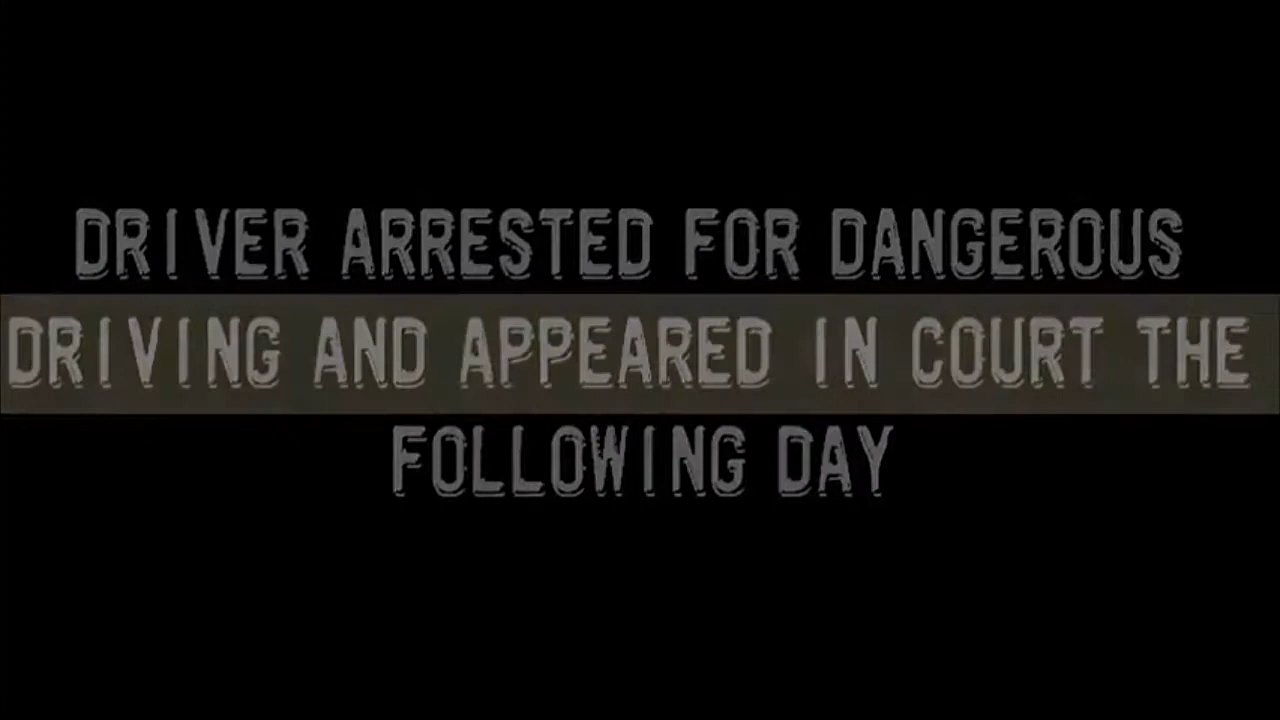 DRIVER ARRESTED FOR DANGEROUS
DRIVING AND APPEARED IN COURT THE
FOLLOWING DAY